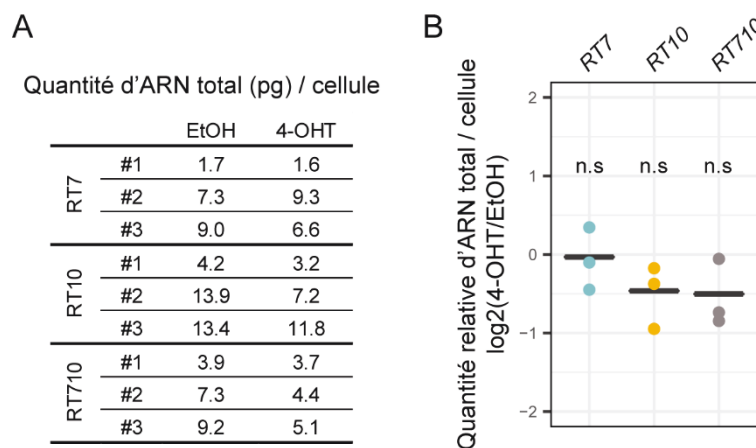 A
Quantité d'ARN total (pg) / cellule
EtOH 4-OHT
RT7
#1 1.7 1.6
#2 7.3 9.3
#3 9.0 6.6
RT10
#1 4.2 3.2
#2 13.9 7.2
#3 13.4 11.8
RT710
#1 3.9 3.7
#2 7.3 4.4
#3 9.2 5.1
B
RT7 RT10 RT710
Quantité relative d'ARN total / cellule
log2(4-OHT/EtOH)
2
1
0
−1
−2
n.s n.s n.s